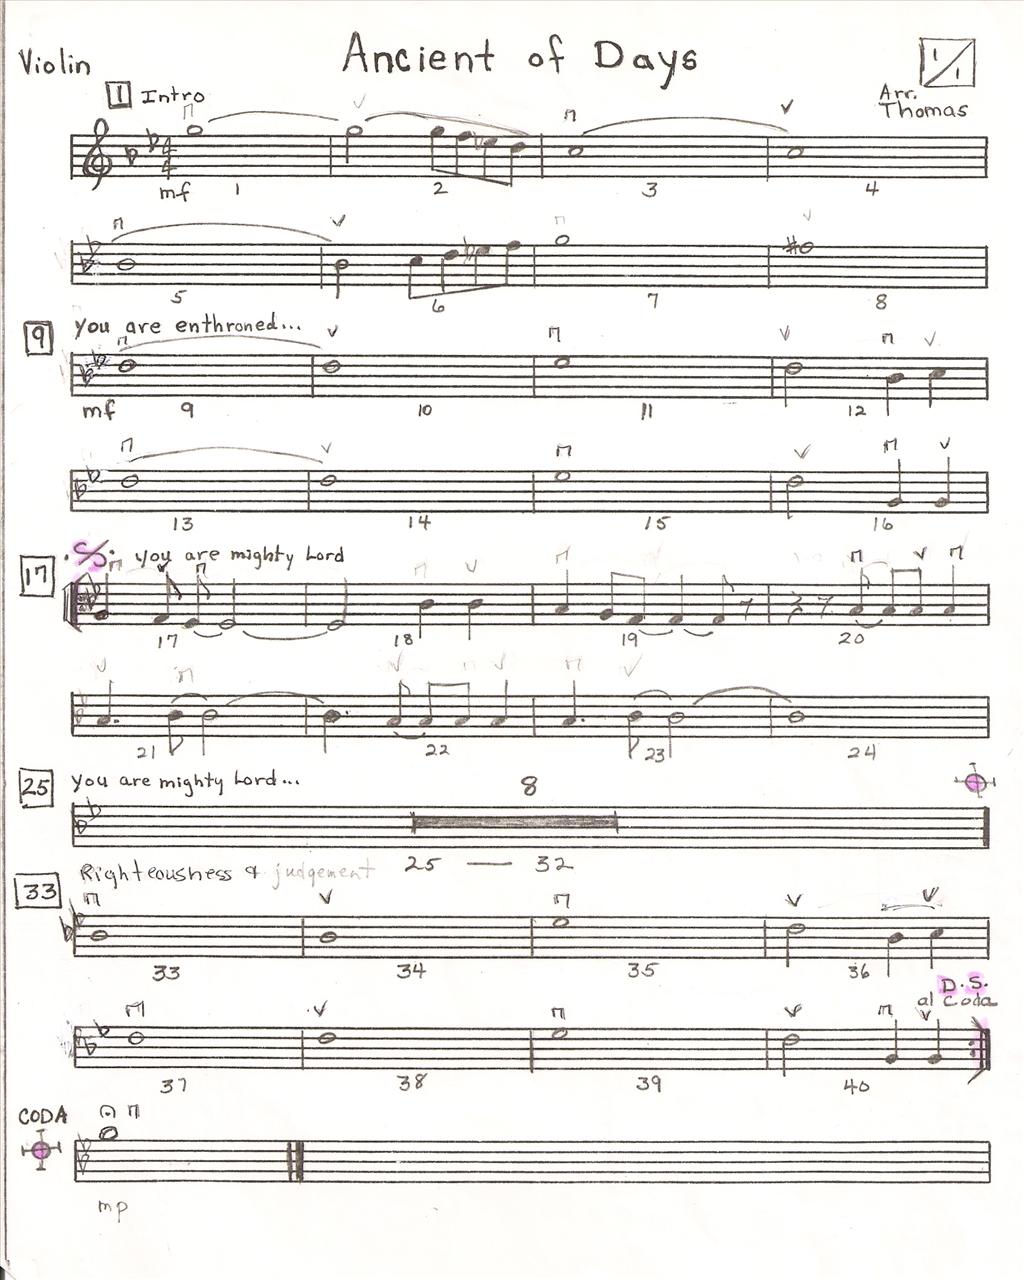 Violin
Ancient of Days
1/1
1 Intro
Arr. Thomas
mf 1 2 3 4
5 6 7 8
9 You are enthroned...
mf 9 10 11 12
13 14 15 16
17 You are mighty Lord
17 18 19 20
21 22 23 24
25 You are mighty Lord...
8
25 — 32
Righteousness & judgement
33
33 34 35 36
D.S.
al Coda
37 38 39 40
CODA
mp